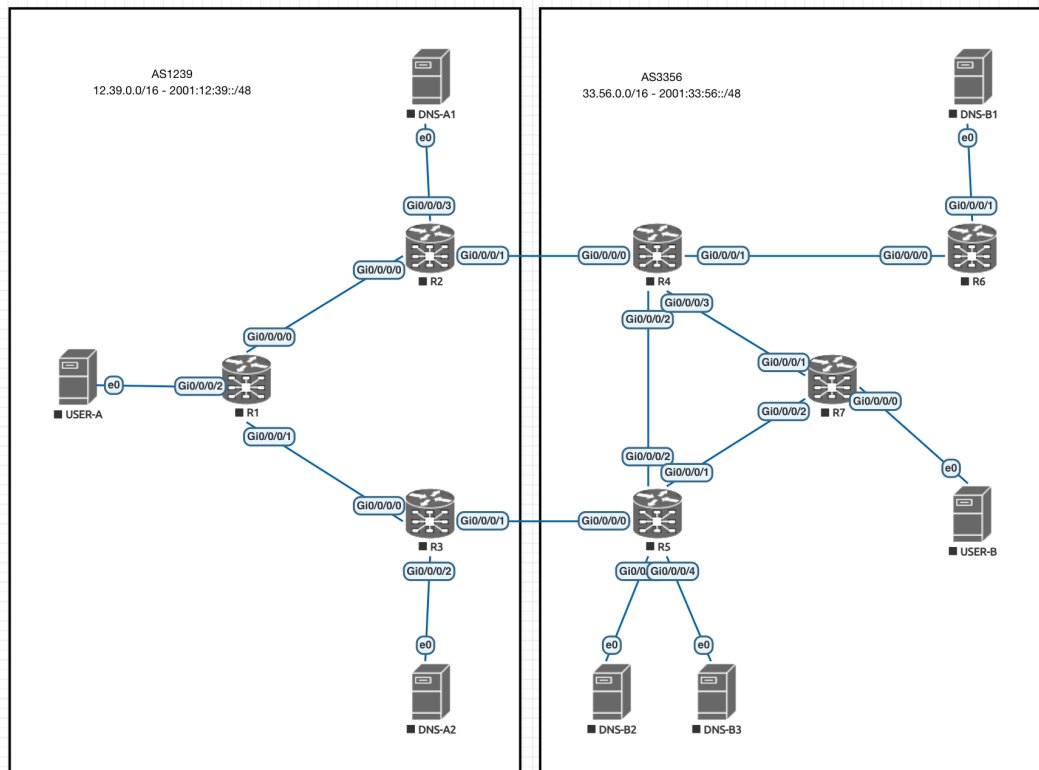 AS1239
12.39.0.0/16 - 2001:12:39::/48
AS3356
33.56.0.0/16 - 2001:33:56::/48
DNS-A1
e0
Gi0/0/0/3
R2
Gi0/0/0/1
Gi0/0/0/0
Gi0/0/0/0
USER-A
e0
Gi0/0/0/2
R1
Gi0/0/0/1
Gi0/0/0/0
R3
Gi0/0/0/1
Gi0/0/0/2
e0
DNS-A2
DNS-B1
e0
Gi0/0/0/1
Gi0/0/0/0
R4
Gi0/0/0/1
Gi0/0/0/0
R6
Gi0/0/0/3
Gi0/0/0/2
Gi0/0/0/1
R7
Gi0/0/0/0
Gi0/0/0/2
Gi0/0/0/2
Gi0/0/0/1
e0
USER-B
Gi0/0/0/0
R5
Gi0/0/0/4
e0
e0
DNS-B2
DNS-B3